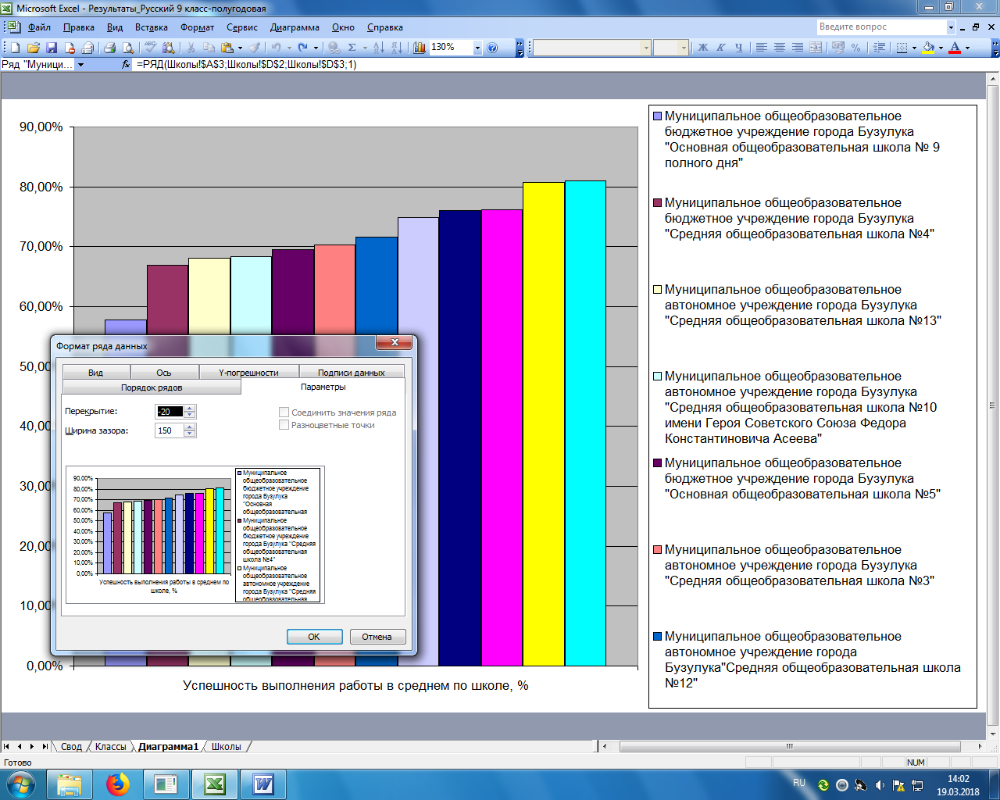 Microsoft Excel - Результаты_Русский 9 класс-полугодовая
Файл Правка Вид Вставка Формат Сервис Диаграмма Окно Справка
Введите вопрос
130%
Ж К Ч
Ряд "Муници...
fx =РЯД(Школы!$A$3;Школы!$D$2;Школы!$D$3;1)
90,00%
80,00%
70,00%
60,00%
50,00
40,00
30,00
20,00
10,00
0,00%
Успешность выполнения работы в среднем по школе, %
Муниципальное общеобразовательное
бюджетное учреждение города Бузулука
"Основная общеобразовательная школа № 9
полного дня"
Муниципальное общеобразовательное
бюджетное учреждение города Бузулука
"Средняя общеобразовательная школа №4"
Муниципальное общеобразовательное
автономное учреждение города Бузулука
"Средняя общеобразовательная школа №13"
Муниципальное общеобразовательное
автономное учреждение города Бузулука
"Средняя общеобразовательная школа №10
имени Героя Советского Союза Федора
Константиновича Асеева"
Муниципальное общеобразовательное
бюджетное учреждение города Бузулука
"Основная общеобразовательная школа №5"
Муниципальное общеобразовательное
автономное учреждение города Бузулука
"Средняя общеобразовательная школа №3"
Муниципальное общеобразовательное
автономное учреждение города
Бузулука"Средняя общеобразовательная школа
№12"
Формат ряда данных
Вид Ось Y-погрешности Подписи данных
Порядок рядов Параметры
Перекрытие: -20
Ширина зазора: 150
Соединить значения ряда
Разноцветные точки
90,00%
80,00%
70,00%
60,00%
50,00%
40,00%
30,00%
20,00%
10,00%
0,00%
Успешность выполнения работы в среднем по
школе, %
Муниципальное
общеобразовательное
бюджетное учреждение
города Бузулука
"Основная
общеобразовательная
Муниципальное
общеобразовательное
бюджетное учреждение
города Бузулука "Средняя
общеобразовательная
школа №4"
Муниципальное
общеобразовательное
автономное учреждение
города Бузулука "Средняя
общеобразовательная
ОК Отмена
Свод Классы Диаграмма1 Школы
Готово
NUM
RU
14:02
19.03.2018